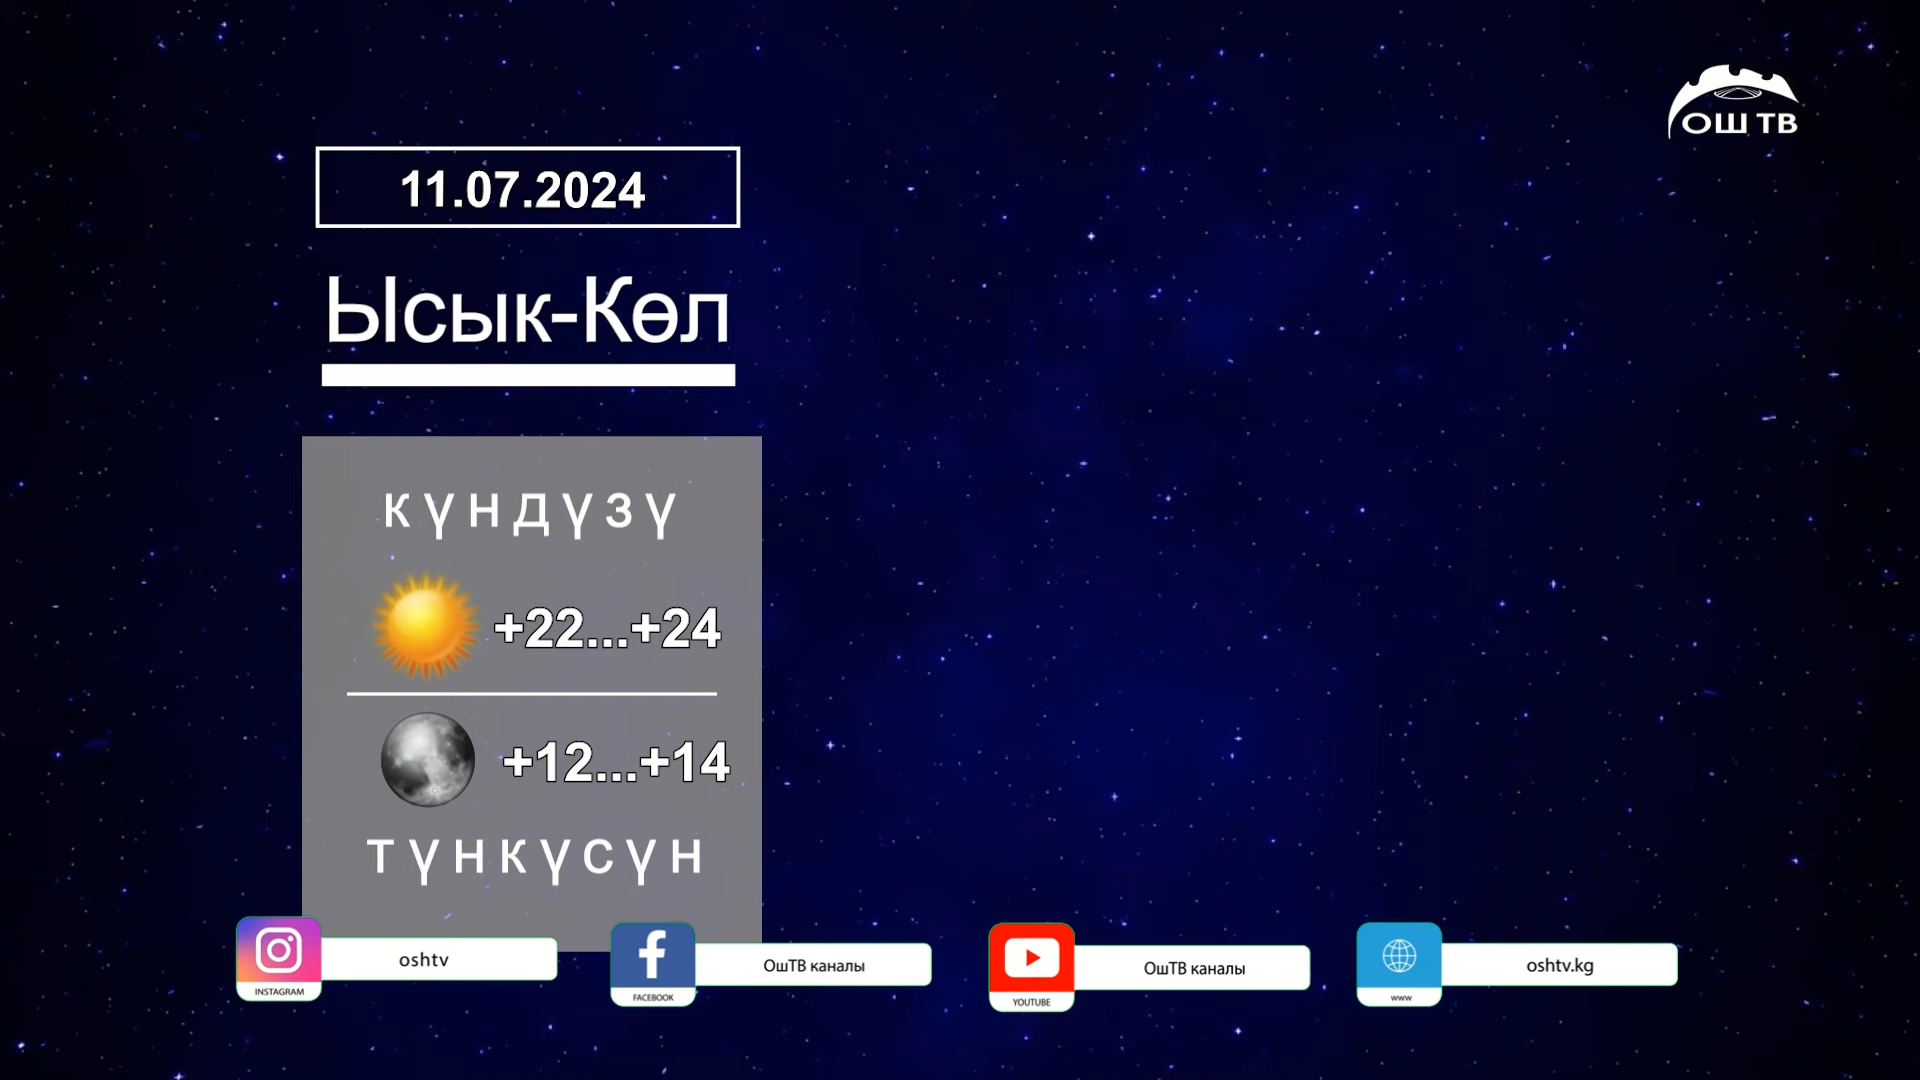 ОШ ТВ
11.07.2024
Ысык-Көл
күндүзү
+22...+24
+12...+14
түнкүсүн
oshtv
INSTAGRAM
ОшТВ каналы
FACEBOOK
ОшТВ каналы
YOUTUBE
oshtv.kg
www